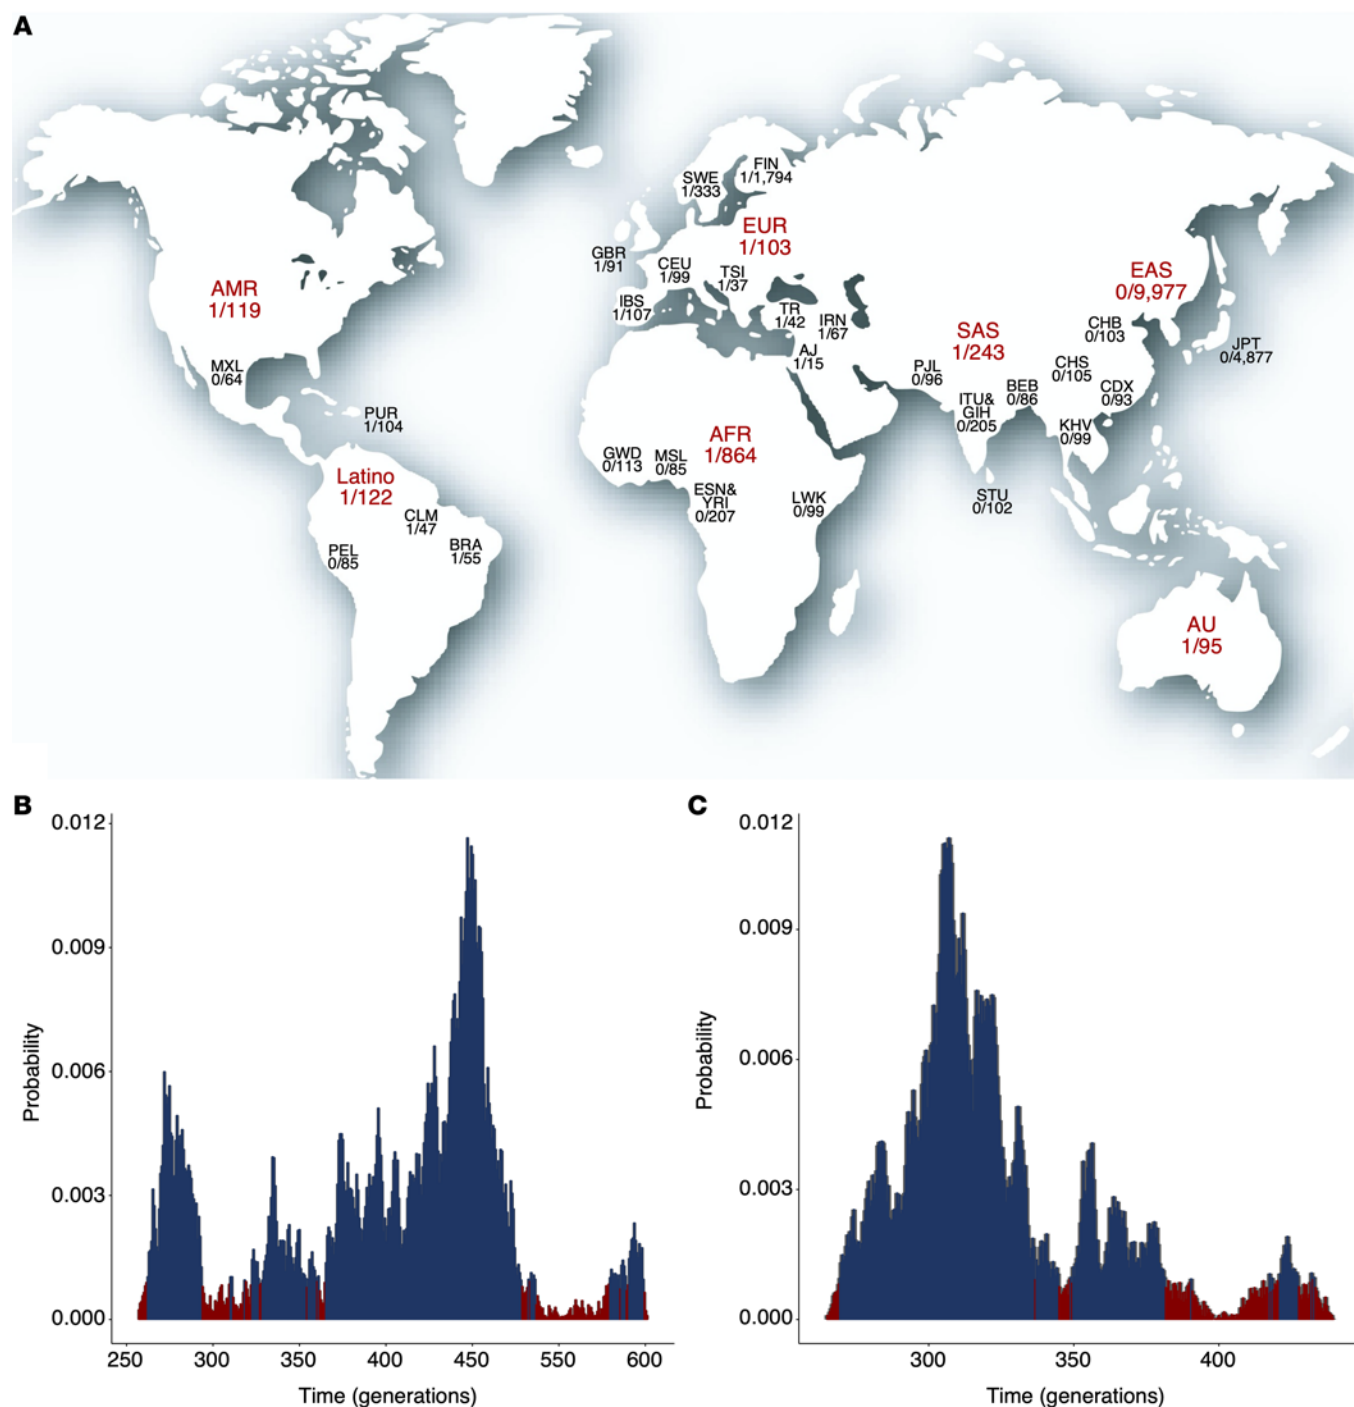 A
FIN
1/1,794
SWE
1/333
EUR
1/103
GBR
1/91
CEU
1/99
TSI
1/37
IBS
1/107
TR
1/42
IRN
1/67
AJ
1/15
AMR
1/119
MXL
0/64
PUR
1/104
Latino
1/122
CLM
1/47
PEL
0/85
BRA
1/55
AFR
1/864
GWD
0/113
MSL
0/85
ESN&
YRI
0/207
LWK
0/99
EAS
0/9,977
SAS
1/243
CHB
0/103
JPT
0/4,877
PJL
0/96
CHS
0/105
BEB
0/86
CDX
0/93
ITU&
GIH
0/205
KHV
0/99
STU
0/102
AU
1/95
B
0.012
0.009
0.006
0.003
0.000
Probability
250 300 350 400 450 550 600
Time (generations)
C
0.012
0.009
0.006
0.003
0.000
Probability
300 350 400
Time (generations)